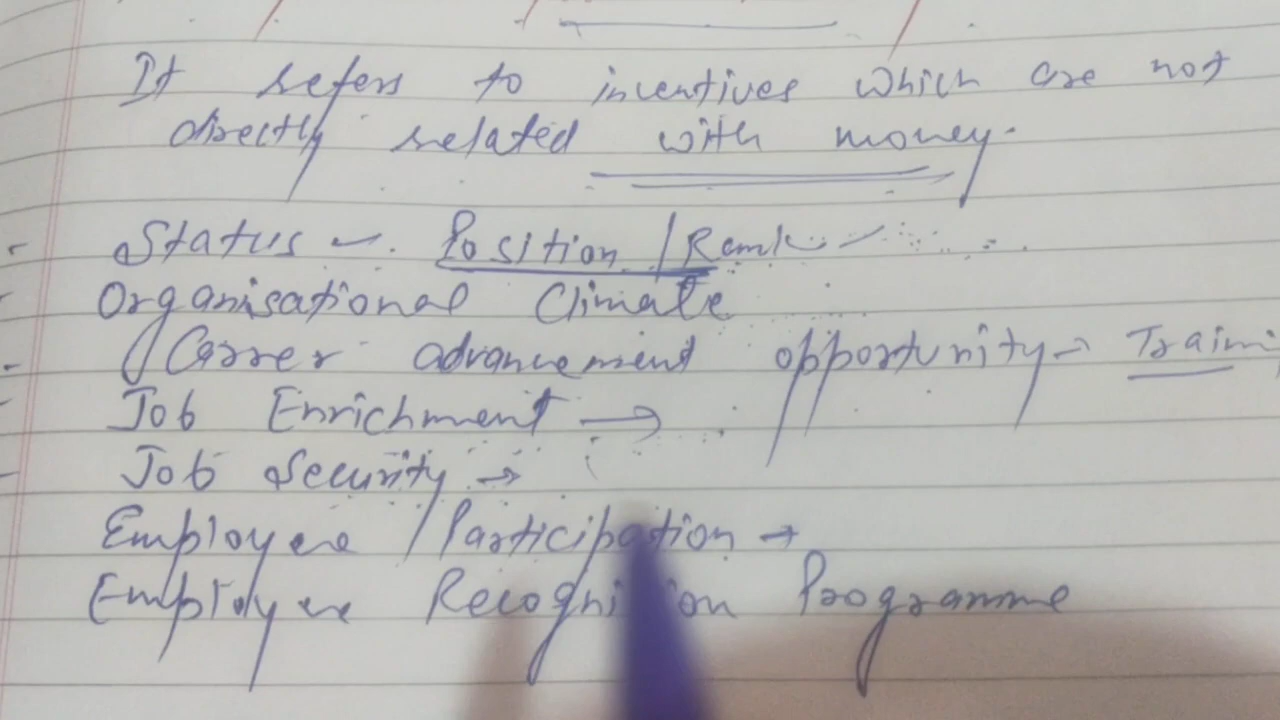 It refers to incentives which are not
directly related with money.
Status - Position / Rank
Organisational Climate
Carrer advancement opportunity → Traini
Job Enrichment →
Job Security →
Employee Participation →
Employee Recognition Programme